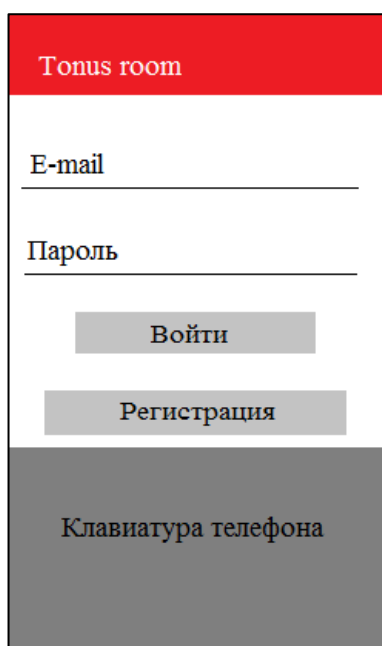 Tonus room
E-mail
Пароль
Войти
Регистрация
Клавиатура телефона